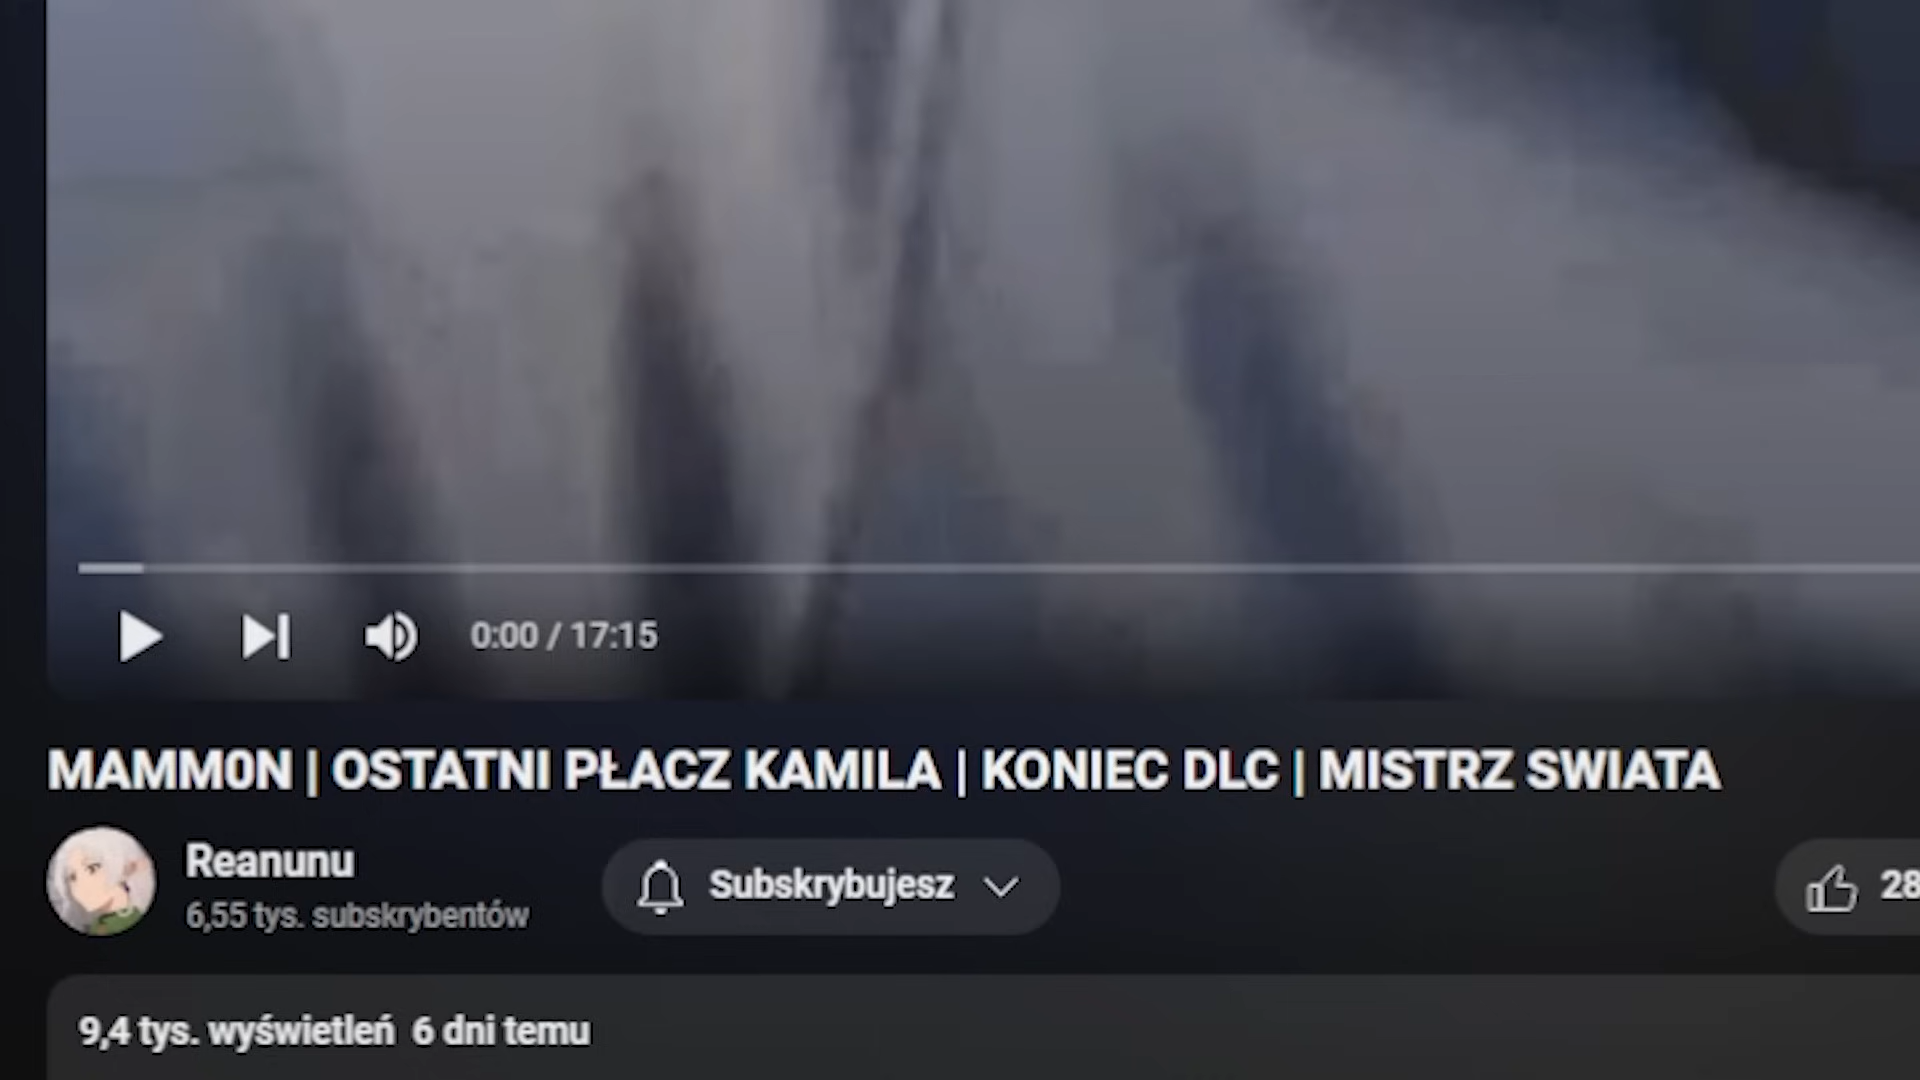 0:00 / 17:15
MAMM0N | OSTATNI PŁACZ KAMILA | KONIEC DLC | MISTRZ SWIATA
Reanunu
6,55 tys. subskrybentów
Subskrybujesz
28
9,4 tys. wyświetleń 6 dni temu